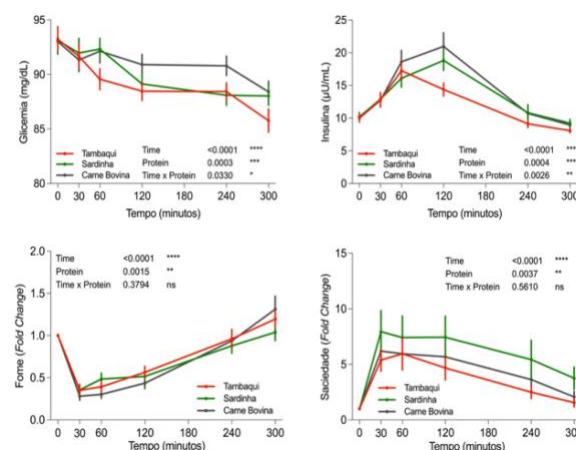 95
90
85
80
Glicemia (mg/dL)
Tambaqui
Sardinha
Carne Bovina
Time <0.0001 ****
Protein 0.0003 ***
Time x Protein 0.0330 *
0 30 60 120 180 240 300
Tempo (minutos)
25
20
15
10
5
0
Insulina (µU/mL)
Tambaqui
Sardinha
Carne Bovina
Time <0.0001 ****
Protein 0.0004 ***
Time x Protein 0.0026 **
0 30 60 120 180 240 300
Tempo (minutos)
2.0
1.5
1.0
0.5
0.0
Fome (Fold Change)
Time <0.0001 ****
Protein 0.0015 **
Time x Protein 0.3794 ns
Tambaqui
Sardinha
Carne Bovina
0 30 60 120 180 240 300
Tempo (minutos)
15
10
5
0
Saciedade (Fold Change)
Time <0.0001 ****
Protein 0.0037 **
Time x Protein 0.5610 ns
Tambaqui
Sardinha
Carne Bovina
0 30 60 120 180 240 300
Tempo (minutos)